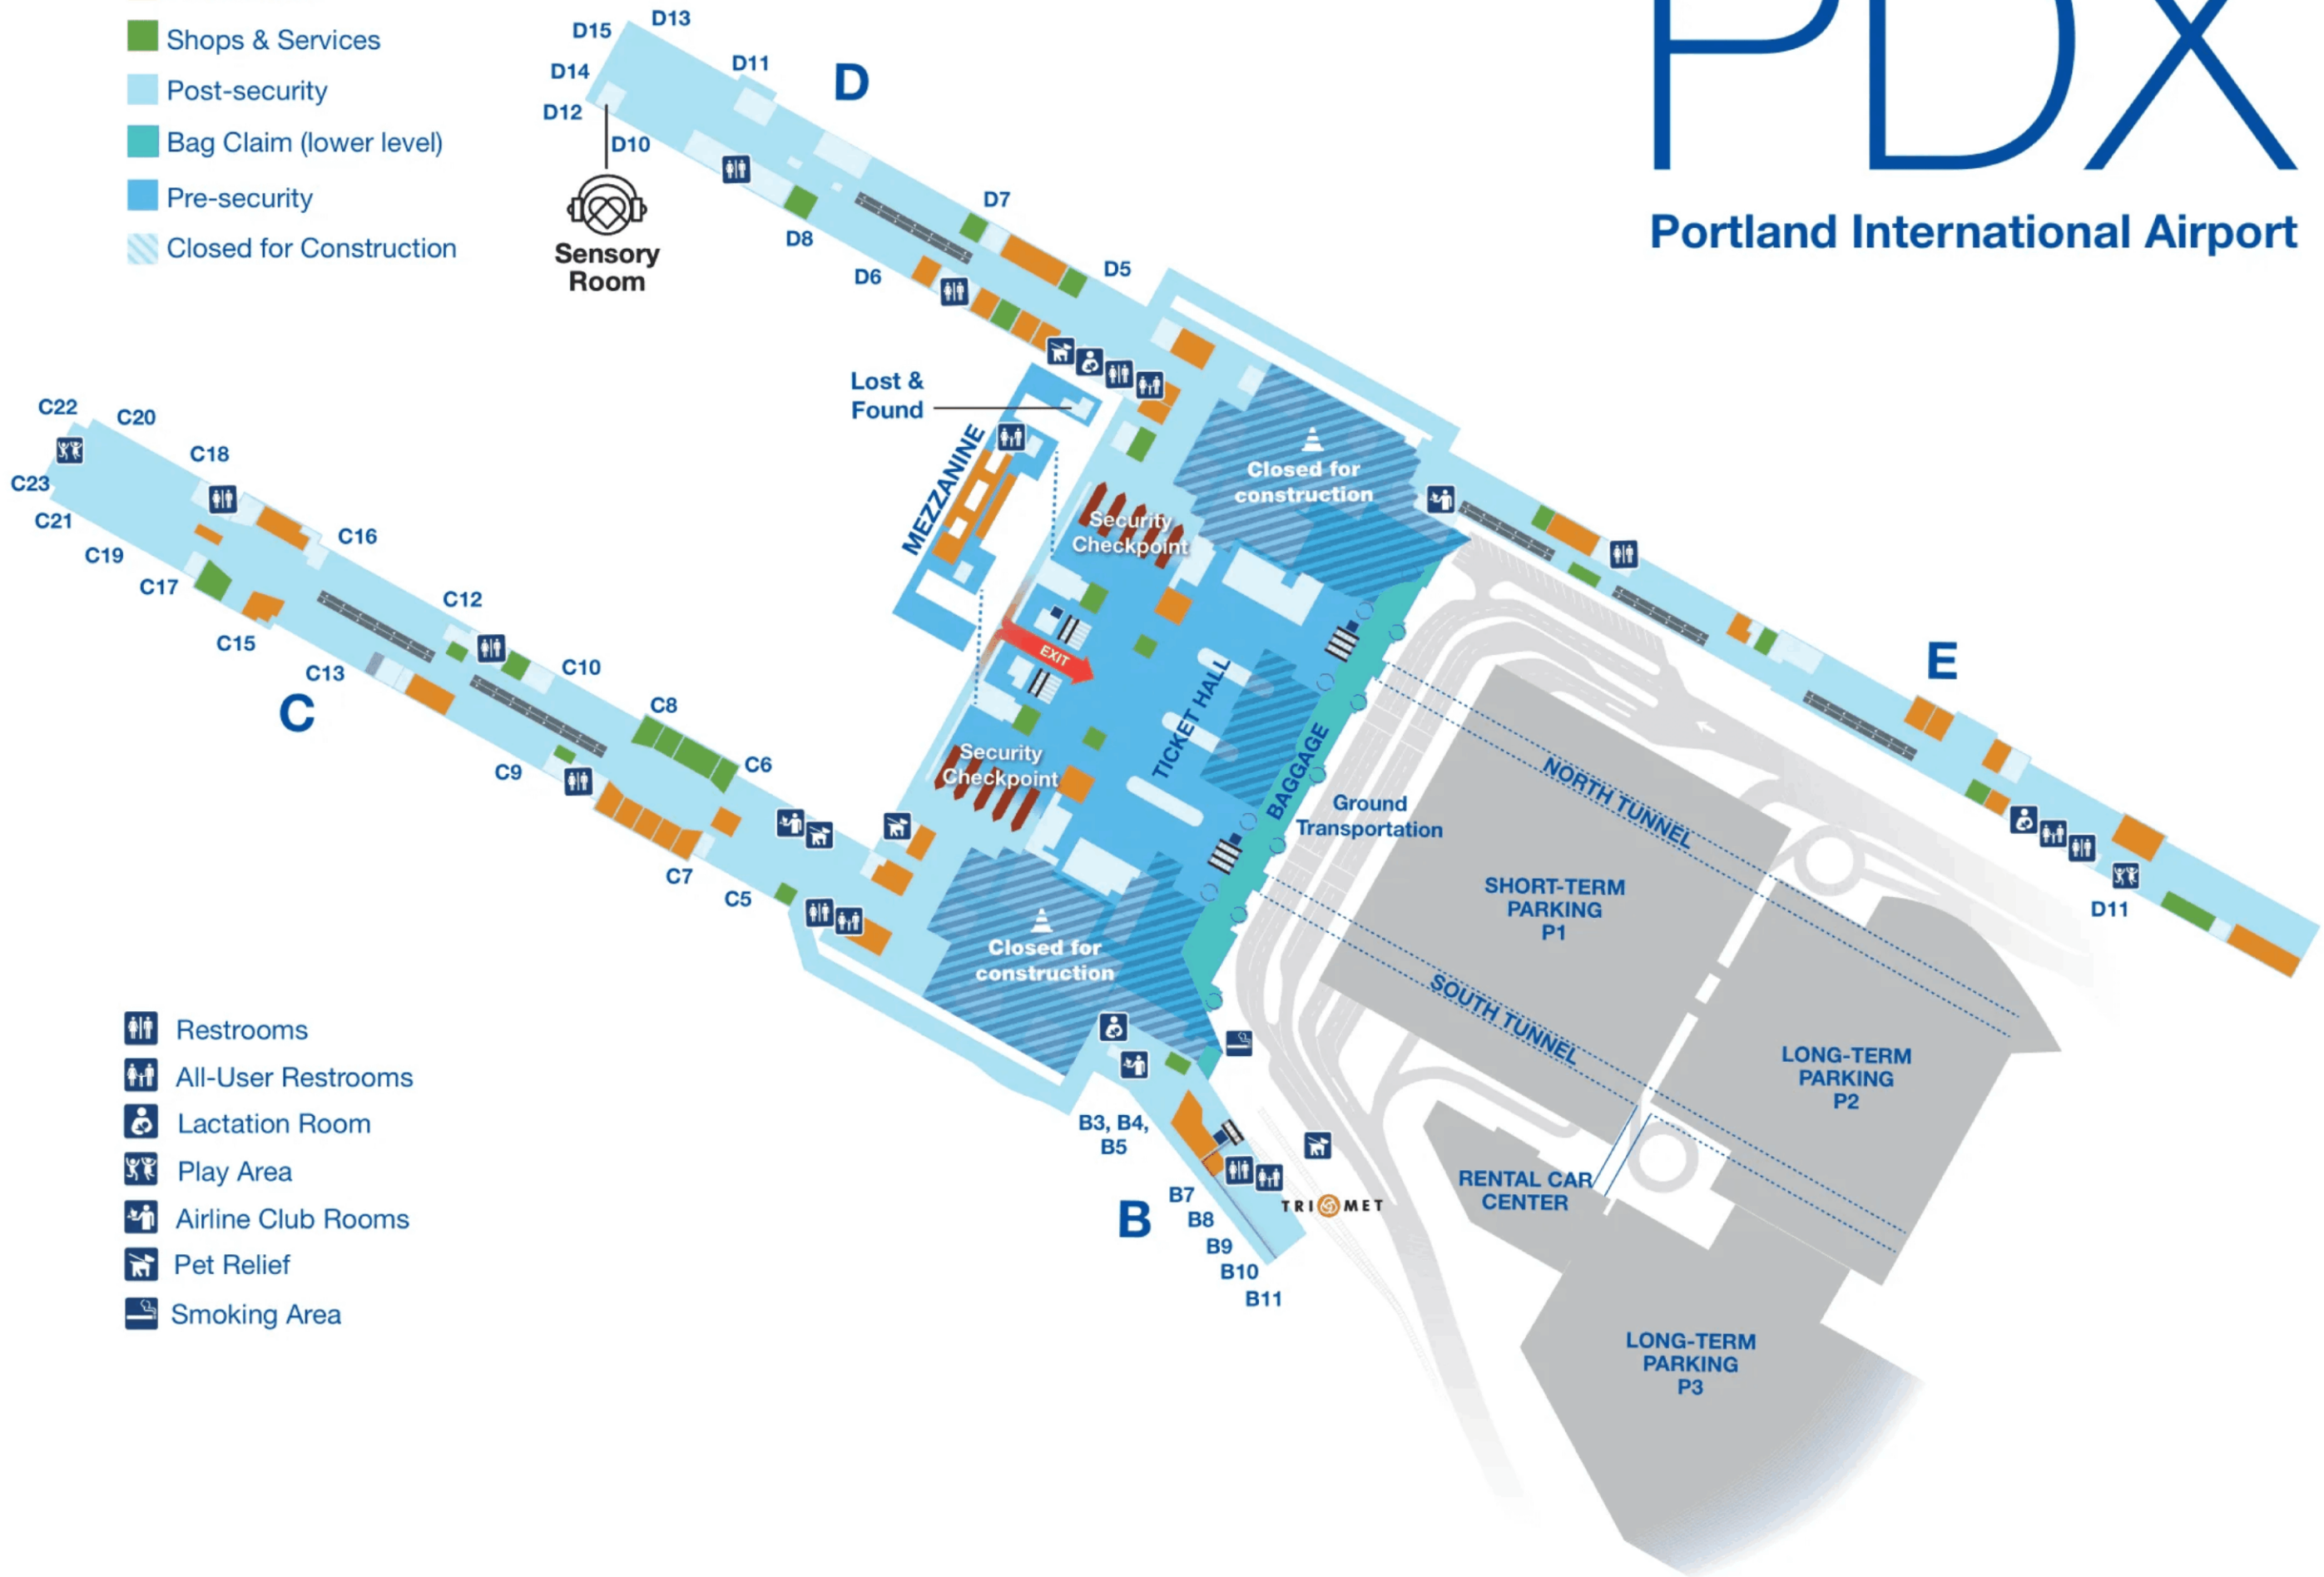 PDX
Portland International Airport
Shops & Services
Post-security
Bag Claim (lower level)
Pre-security
Closed for Construction
D13
D15
D11
D
D14
D12
D10
Sensory
Room
D8
D7
D6
D5
Lost &
Found
MEZZANINE
C22
C20
C18
C23
C21
C16
C19
C17
C12
C15
C13
C10
C
C8
C9
C6
C7
C5
Closed for
construction
Security
Checkpoint
EXIT
TICKET HALL
Security
Checkpoint
BAGGAGE
Ground
Transportation
Closed for
construction
E
D11
NORTH TUNNEL
SHORT-TERM
PARKING
P1
SOUTH TUNNEL
LONG-TERM
PARKING
P2
RENTAL CAR
CENTER
LONG-TERM
PARKING
P3
B3, B4,
B5
B7
B
B8
B9
B10
B11
TRI MET
Restrooms
All-User Restrooms
Lactation Room
Play Area
Airline Club Rooms
Pet Relief
Smoking Area